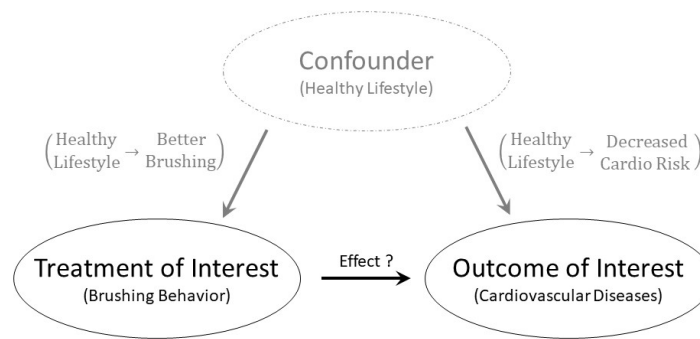 Confounder
(Healthy Lifestyle)
(Healthy Lifestyle → Better Brushing)
(Healthy Lifestyle → Decreased Cardio Risk)
Treatment of Interest
(Brushing Behavior)
Effect ?
Outcome of Interest
(Cardiovascular Diseases)